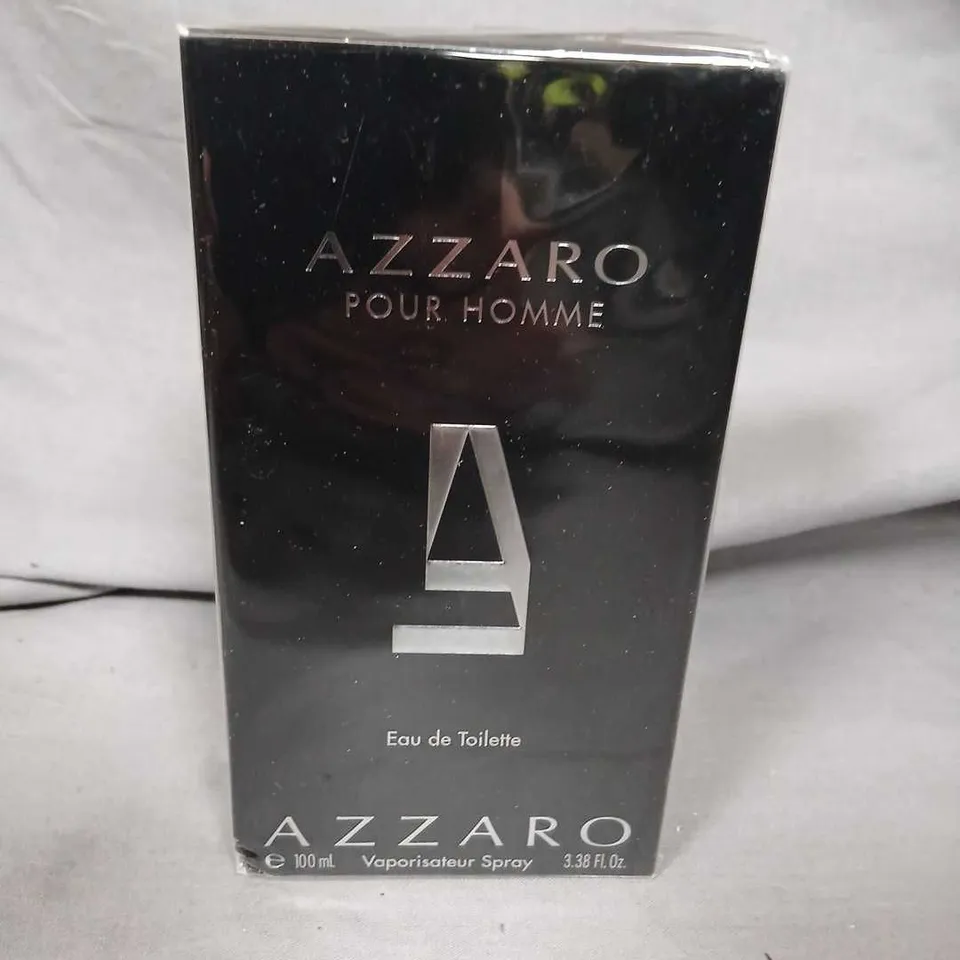 AZZARO
POUR HOMME
Eau de Toilette
AZZARO
℮ 100 mL Vaporisateur Spray 3.38 Fl. Oz.